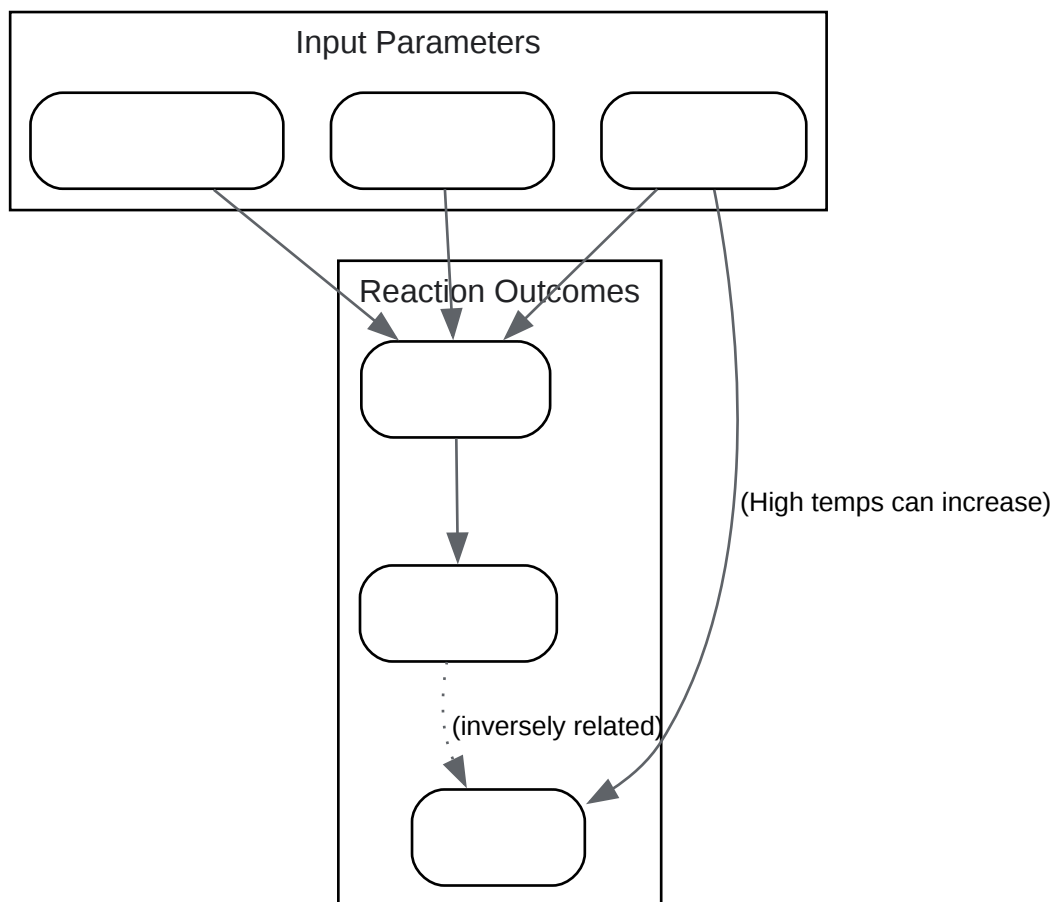 Input Parameters
Reaction Outcomes
(High temps can increase)
(inversely related)